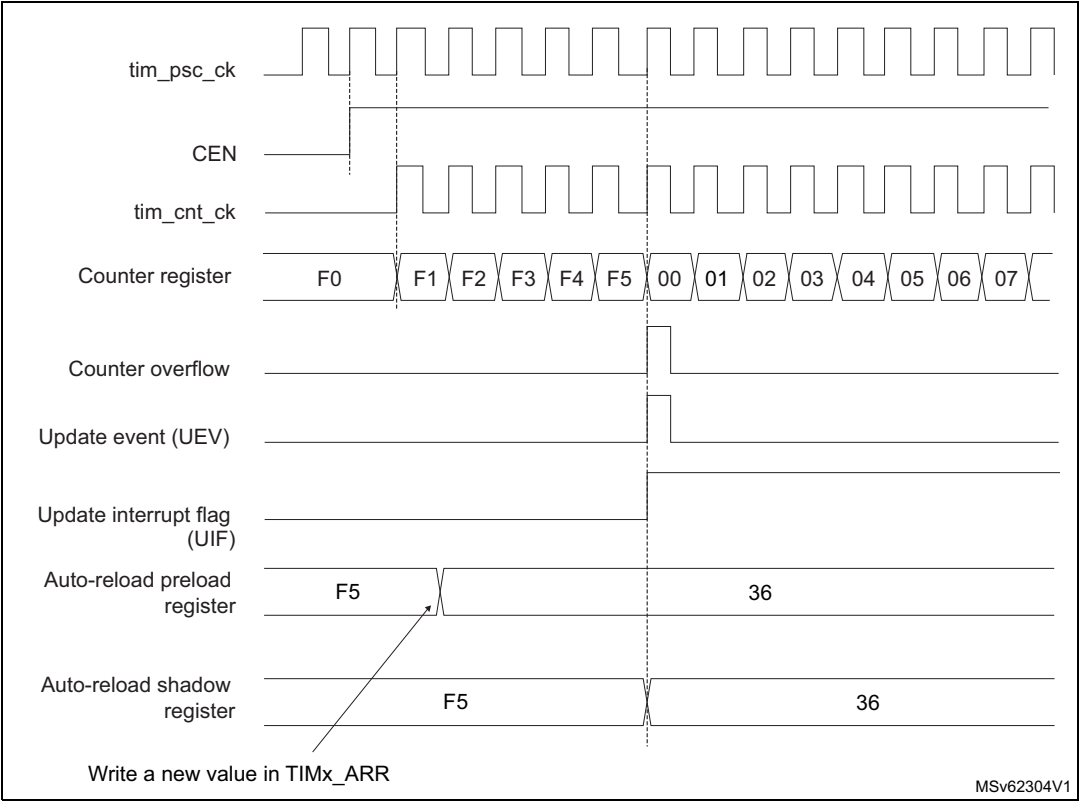 tim_psc_ck
CEN
tim_cnt_ck
Counter register
F0 F1 F2 F3 F4 F5 00 01 02 03 04 05 06 07
Counter overflow
Update event (UEV)
Update interrupt flag
(UIF)
Auto-reload preload
register
F5 36
Auto-reload shadow
register
F5 36
Write a new value in TIMx_ARR
MSv62304V1